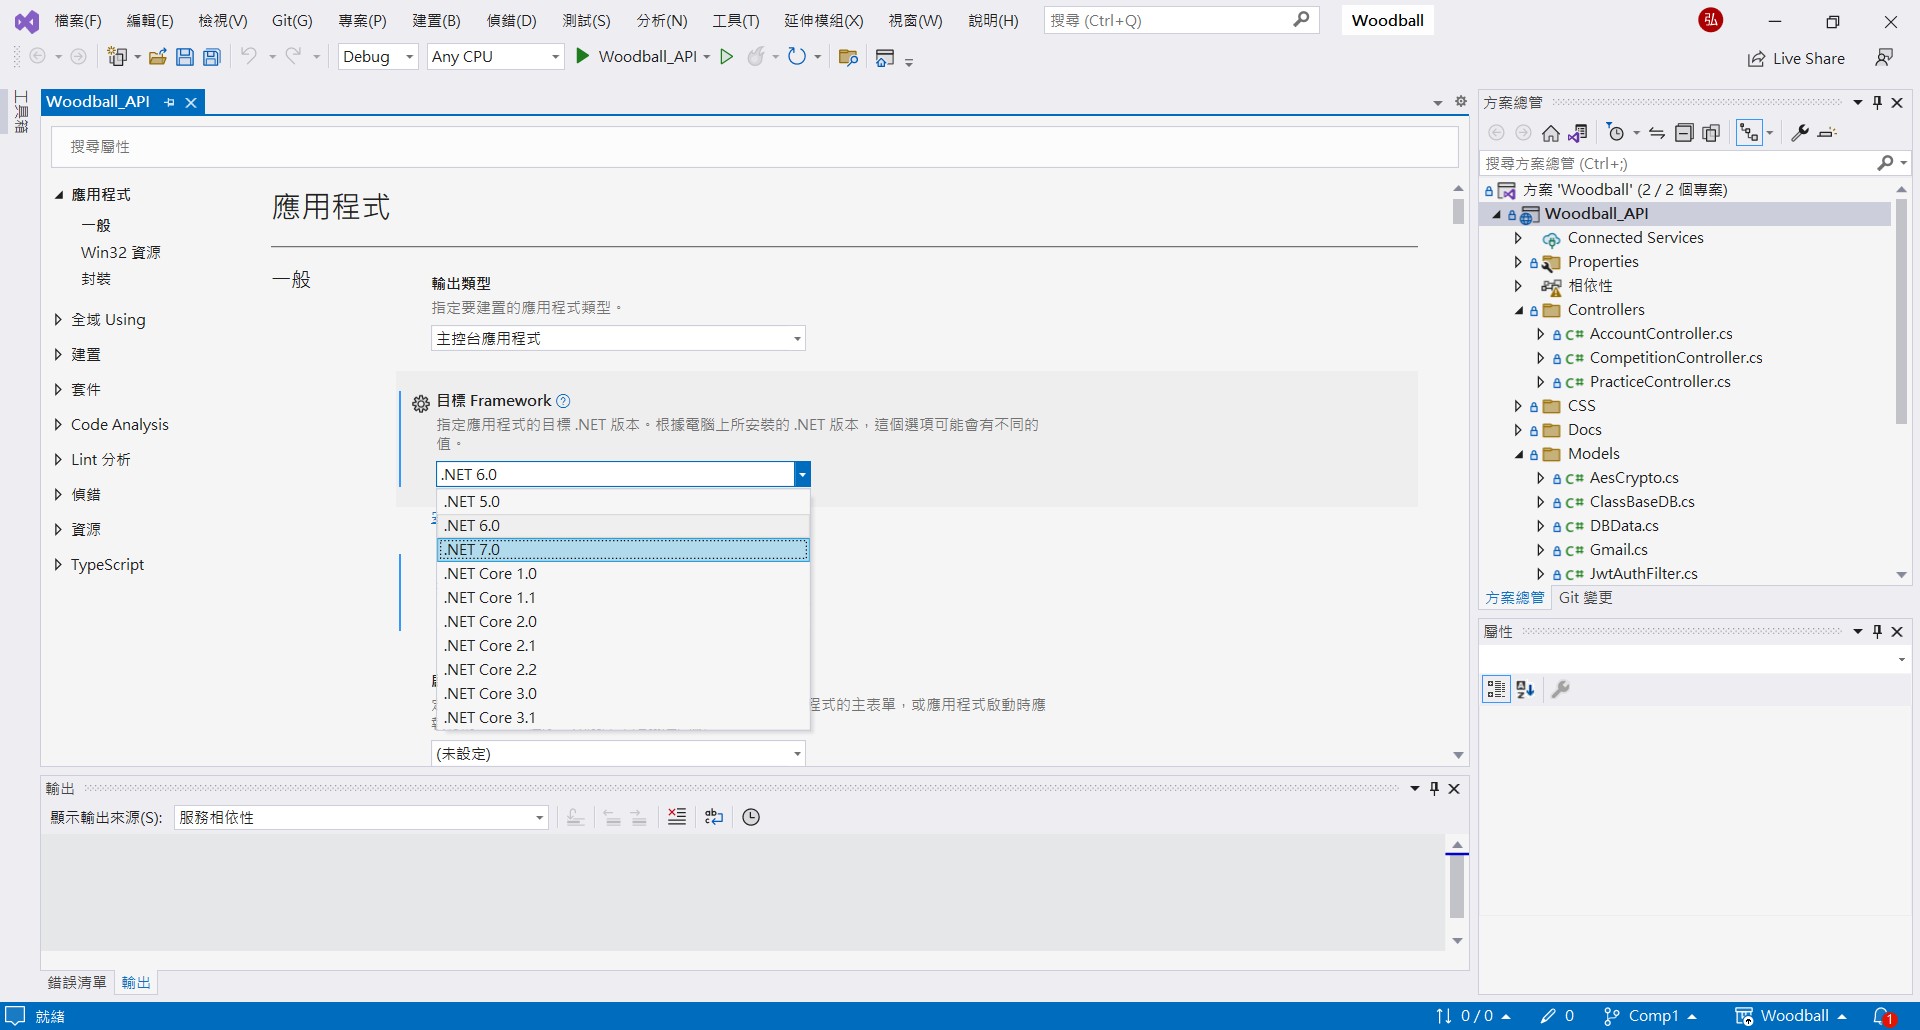 檔案(F) 編輯(E) 檢視(V) Git(G) 專案(P) 建置(B) 偵錯(D) 測試(S) 分析(N) 工具(T) 延伸模組(X) 視窗(W) 說明(H) 搜尋 (Ctrl+Q) Woodball 弘
Debug Any CPU Woodball_API Live Share
工具箱
Woodball_API
搜尋屬性
應用程式
一般
Win32 資源
封裝
全域 Using
建置
套件
Code Analysis
Lint 分析
偵錯
資源
TypeScript
應用程式
一般
輸出類型
指定要建置的應用程式類型。
主控台應用程式
目標 Framework
指定應用程式的目標 .NET 版本。根據電腦上所安裝的 .NET 版本，這個選項可能會有不同的
值。
.NET 6.0
.NET 5.0
.NET 6.0
.NET 7.0
.NET Core 1.0
.NET Core 1.1
.NET Core 2.0
.NET Core 2.1
.NET Core 2.2
.NET Core 3.0
.NET Core 3.1
程式的主表單，或應用程式啟動時應
(未設定)
輸出
顯示輸出來源(S): 服務相依性
錯誤清單 輸出
方案總管
搜尋方案總管 (Ctrl+;)
方案 'Woodball' (2 / 2 個專案)
Woodball_API
Connected Services
Properties
相依性
Controllers
C# AccountController.cs
C# CompetitionController.cs
C# PracticeController.cs
CSS
Docs
Models
C# AesCrypto.cs
C# ClassBaseDB.cs
C# DBData.cs
C# Gmail.cs
C# JwtAuthFilter.cs
方案總管 Git 變更
屬性
就緒 0 / 0 0 Comp1 Woodball 1